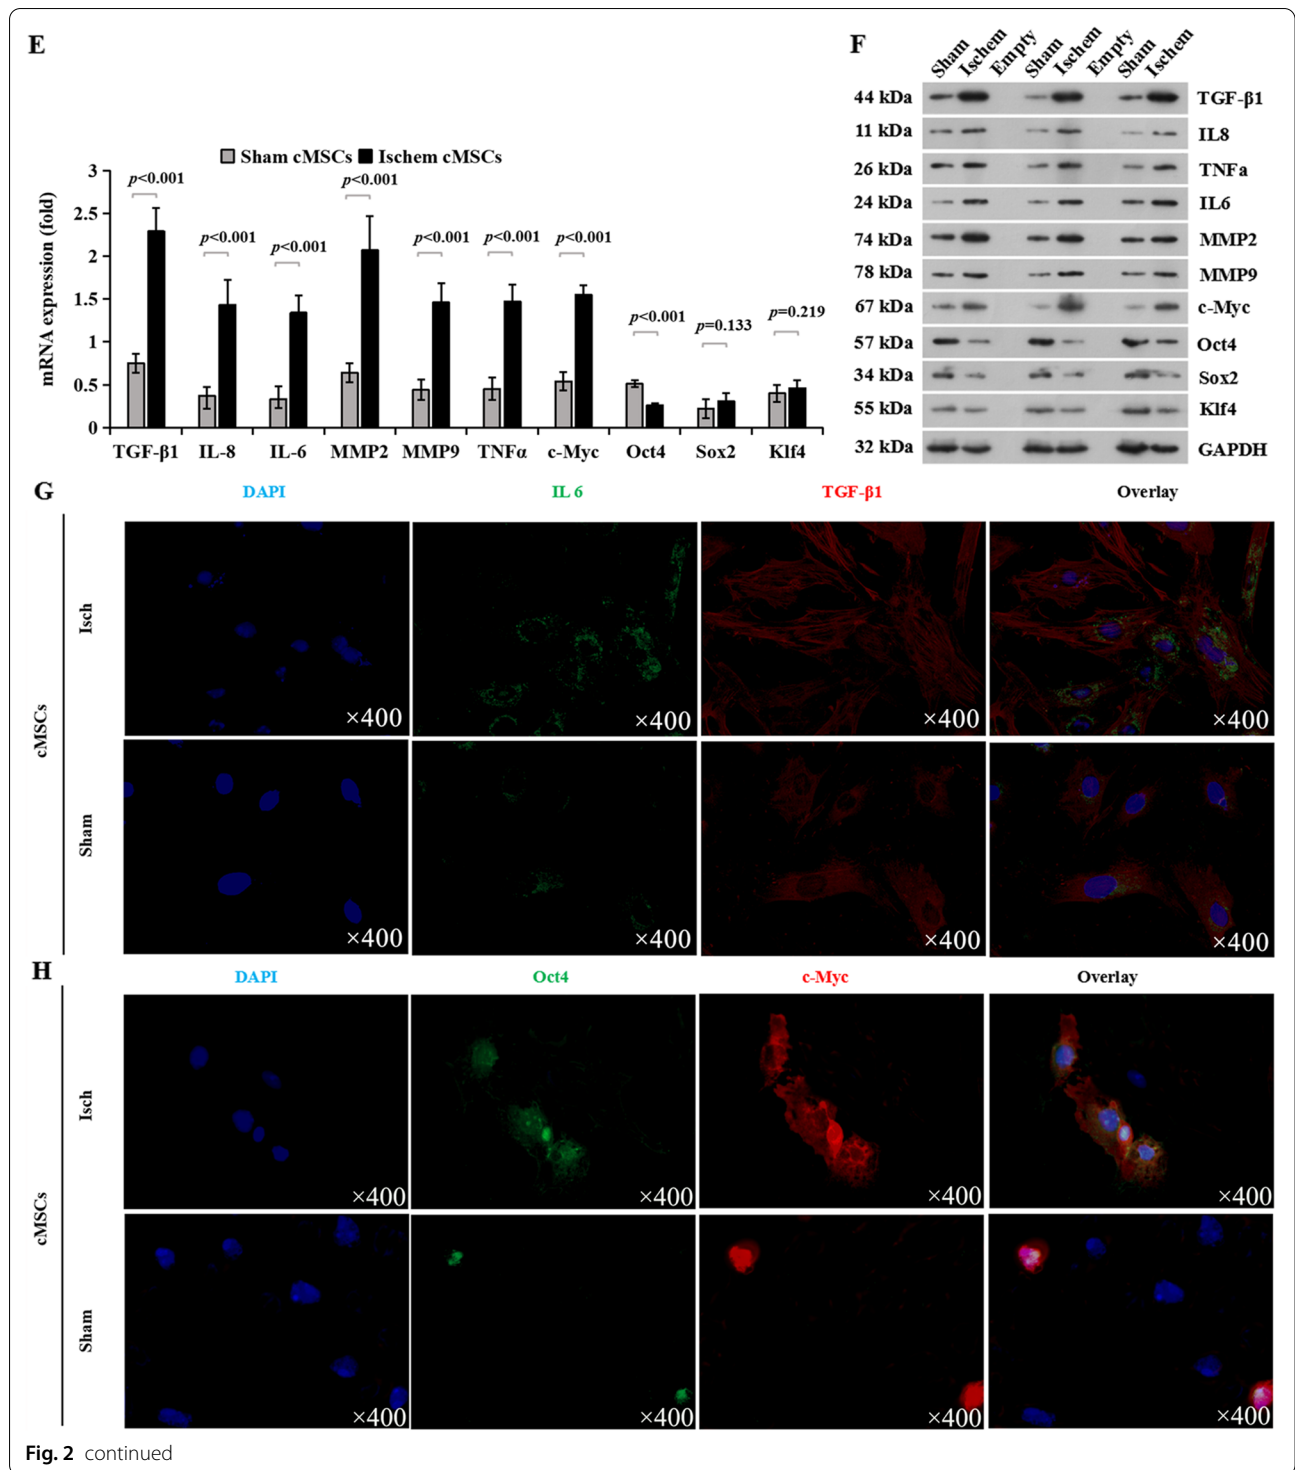 E
Sham cMSCs Ischem cMSCs
mRNA expression (fold)
3
2.5
2
1.5
1
0.5
0
p<0.001
p<0.001
p<0.001
p<0.001
p<0.001
p<0.001
p<0.001
p<0.001
p=0.133
p=0.219
TGF-β1 IL-8 IL-6 MMP2 MMP9 TNFα c-Myc Oct4 Sox2 Klf4
F
Sham Ischem Empty Sham Ischem Empty Sham Ischem
44 kDa TGF-β1
11 kDa IL8
26 kDa TNFa
24 kDa IL6
74 kDa MMP2
78 kDa MMP9
67 kDa c-Myc
57 kDa Oct4
34 kDa Sox2
55 kDa Klf4
32 kDa GAPDH
G
DAPI IL 6 TGF-β1 Overlay
cMSCs
Isch
×400 ×400 ×400 ×400
Sham
×400 ×400 ×400 ×400
H
DAPI Oct4 c-Myc Overlay
cMSCs
Isch
×400 ×400 ×400 ×400
Sham
×400 ×400 ×400 ×400
Fig. 2 continued